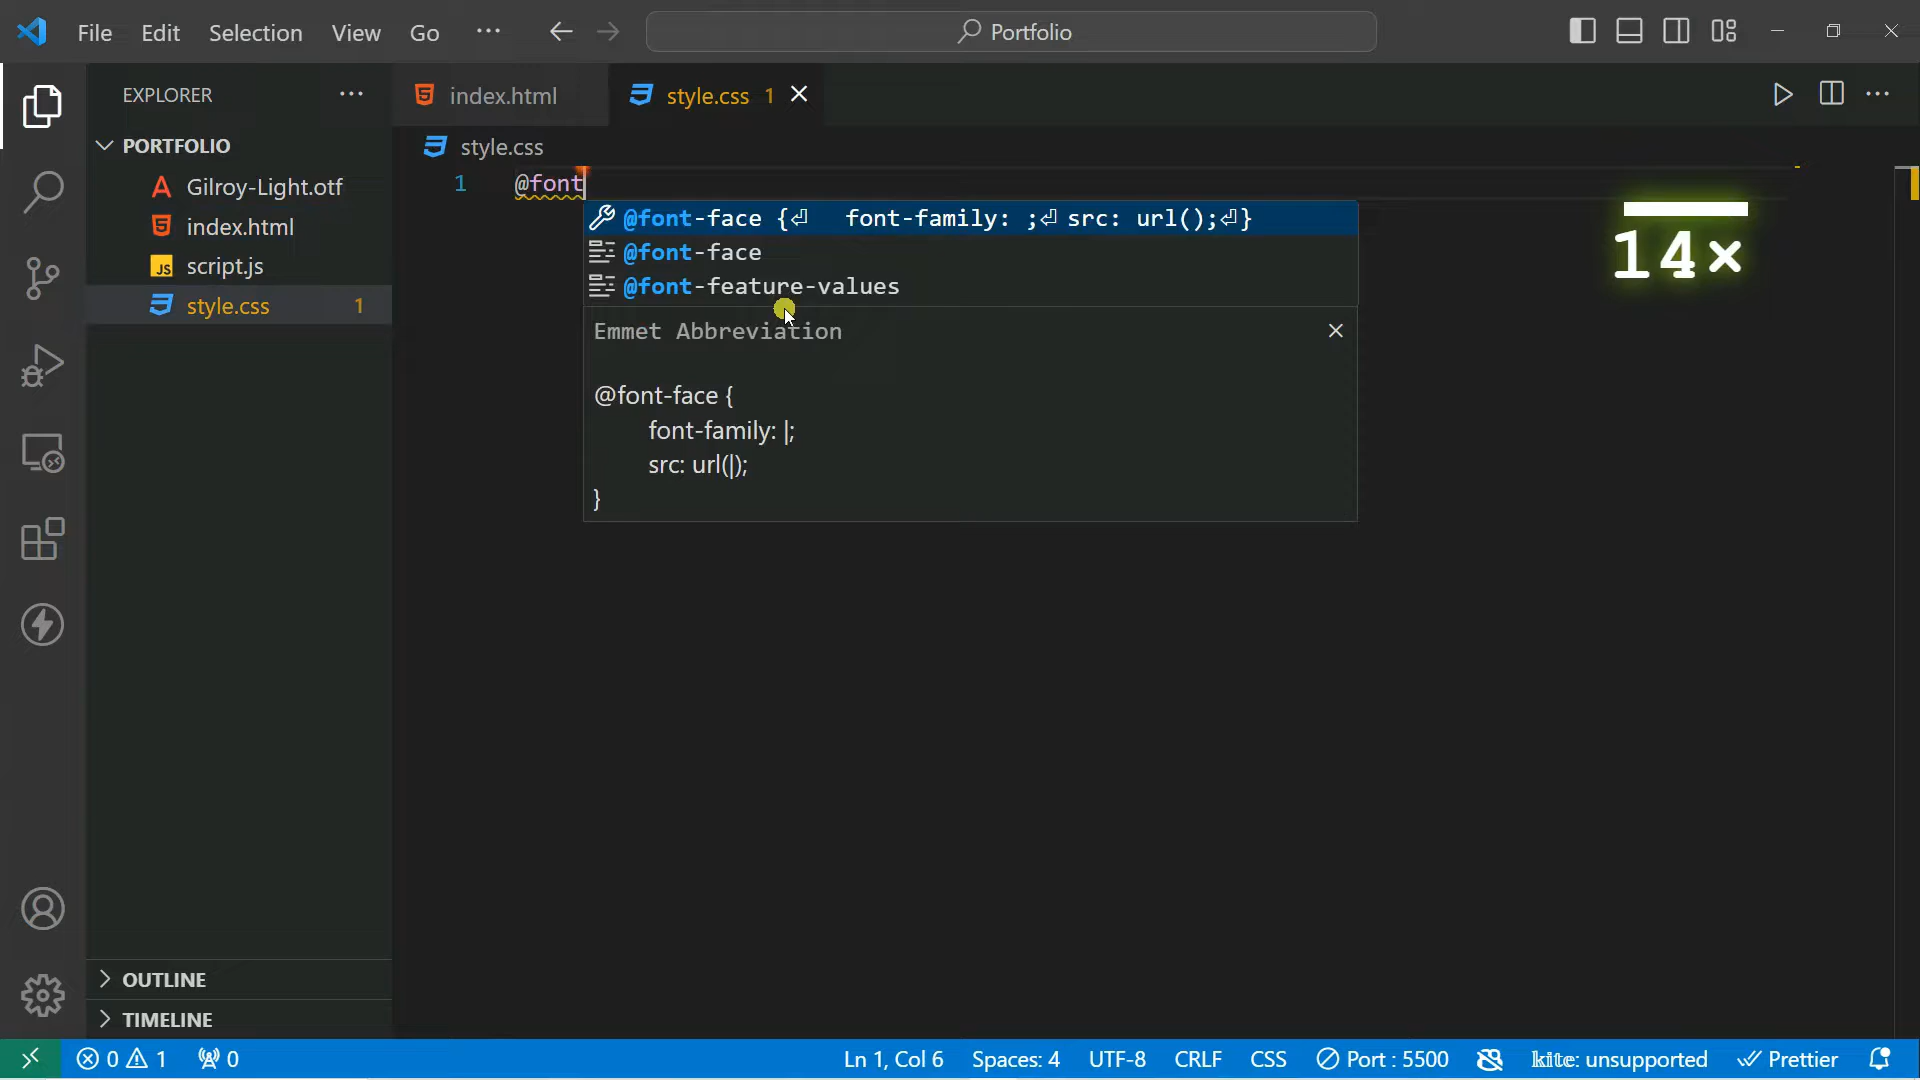 File Edit Selection View Go ··· Portfolio
EXPLORER ···
PORTFOLIO
Gilroy-Light.otf
index.html
JS script.js
style.css 1
OUTLINE
TIMELINE
index.html style.css 1
style.css
1 @font
@font-face {⏎ font-family: ;⏎ src: url();⏎}
@font-face
@font-feature-values
Emmet Abbreviation
@font-face {
font-family: |;
src: url(|);
}
14×
0 1 0 Ln 1, Col 6 Spaces: 4 UTF-8 CRLF CSS Port : 5500 kite: unsupported Prettier